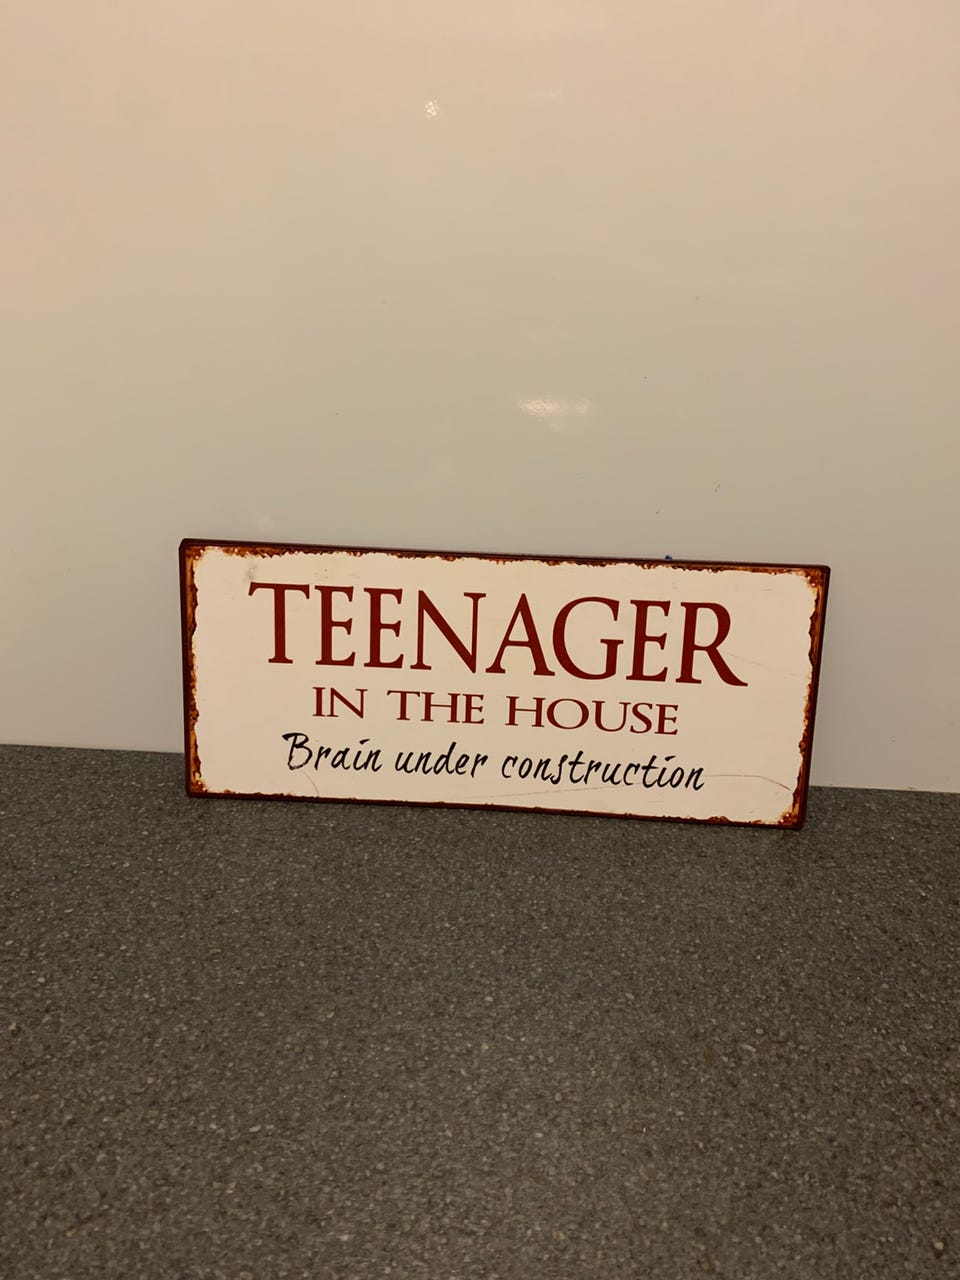 TEENAGER
IN THE HOUSE
Brain under construction